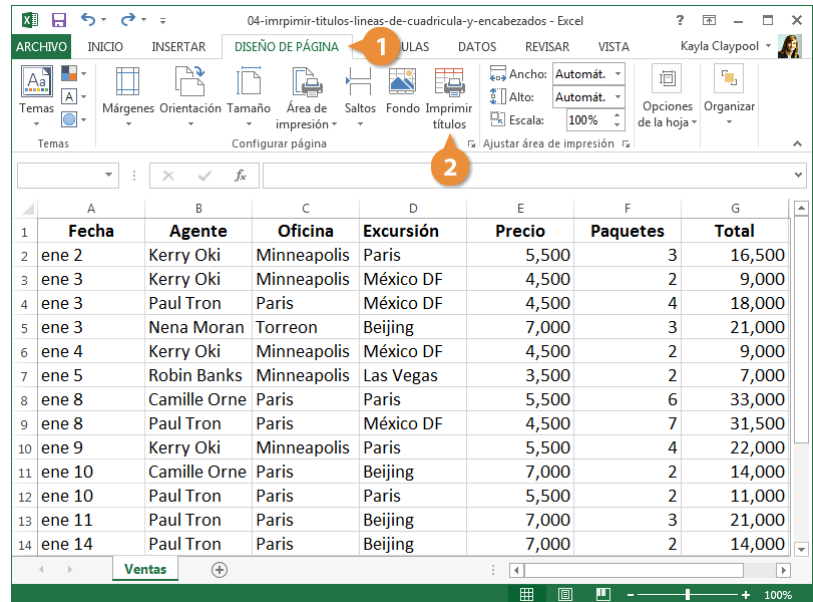 04-imrpimir-titulos-lineas-de-cuadricula-y-encabezados - Excel ?
ARCHIVO INICIO INSERTAR DISEÑO DE PÁGINA 1 ULAS DATOS REVISAR VISTA Kayla Claypool
Aa A Ancho: Automát.
Alto: Automát.
Temas Márgenes Orientación Tamaño Área de impresión Saltos Fondo Imprimir títulos Escala: 100% Opciones de la hoja Organizar
Temas Configurar página Ajustar área de impresión
2
fx
A B C D E F G
1 Fecha Agente Oficina Excursión Precio Paquetes Total
2 ene 2 Kerry Oki Minneapolis Paris 5,500 3 16,500
3 ene 3 Kerry Oki Minneapolis México DF 4,500 2 9,000
4 ene 3 Paul Tron Paris México DF 4,500 4 18,000
5 ene 3 Nena Moran Torreon Beijing 7,000 3 21,000
6 ene 4 Kerry Oki Minneapolis México DF 4,500 2 9,000
7 ene 5 Robin Banks Minneapolis Las Vegas 3,500 2 7,000
8 ene 8 Camille Orne Paris Paris 5,500 6 33,000
9 ene 8 Paul Tron Paris México DF 4,500 7 31,500
10 ene 9 Kerry Oki Minneapolis Paris 5,500 4 22,000
11 ene 10 Camille Orne Paris Beijing 7,000 2 14,000
12 ene 10 Paul Tron Paris Paris 5,500 2 11,000
13 ene 11 Paul Tron Paris Beijing 7,000 3 21,000
14 ene 14 Paul Tron Paris Beijing 7,000 2 14,000
Ventas
100%